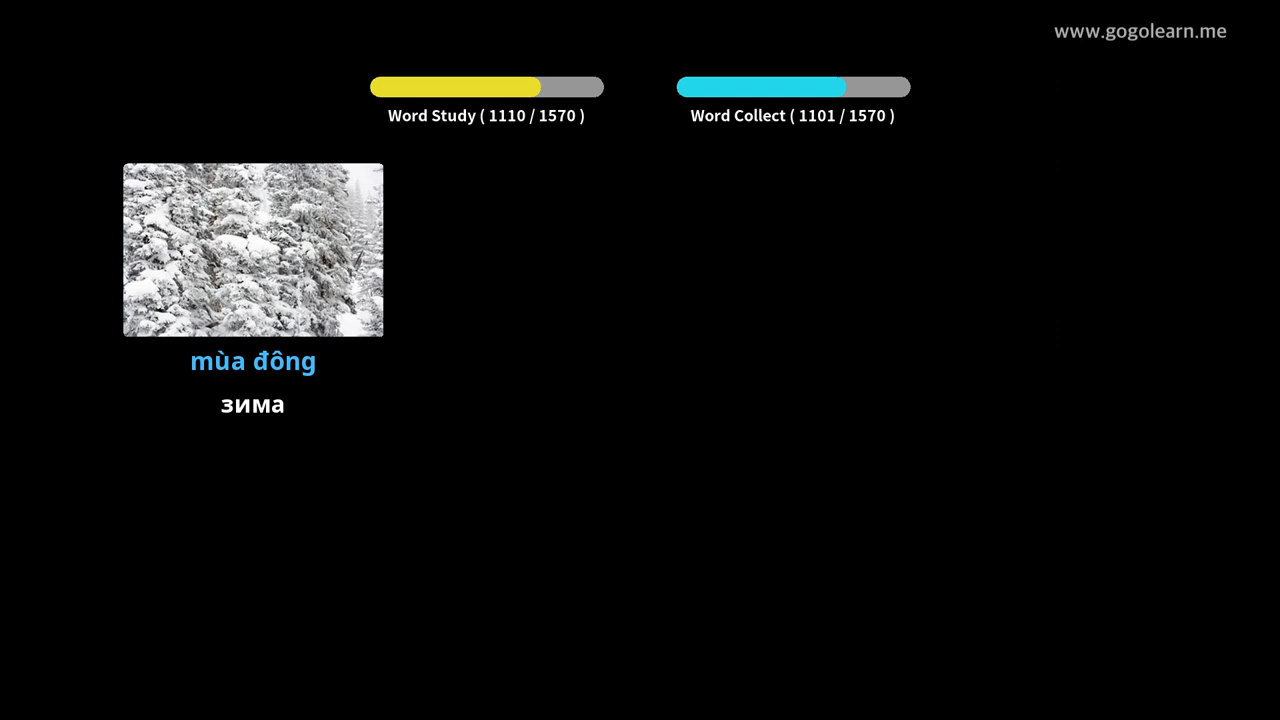 www.gogolearn.me
Word Study ( 1110 / 1570 )
Word Collect ( 1101 / 1570 )
mùa đông
зима